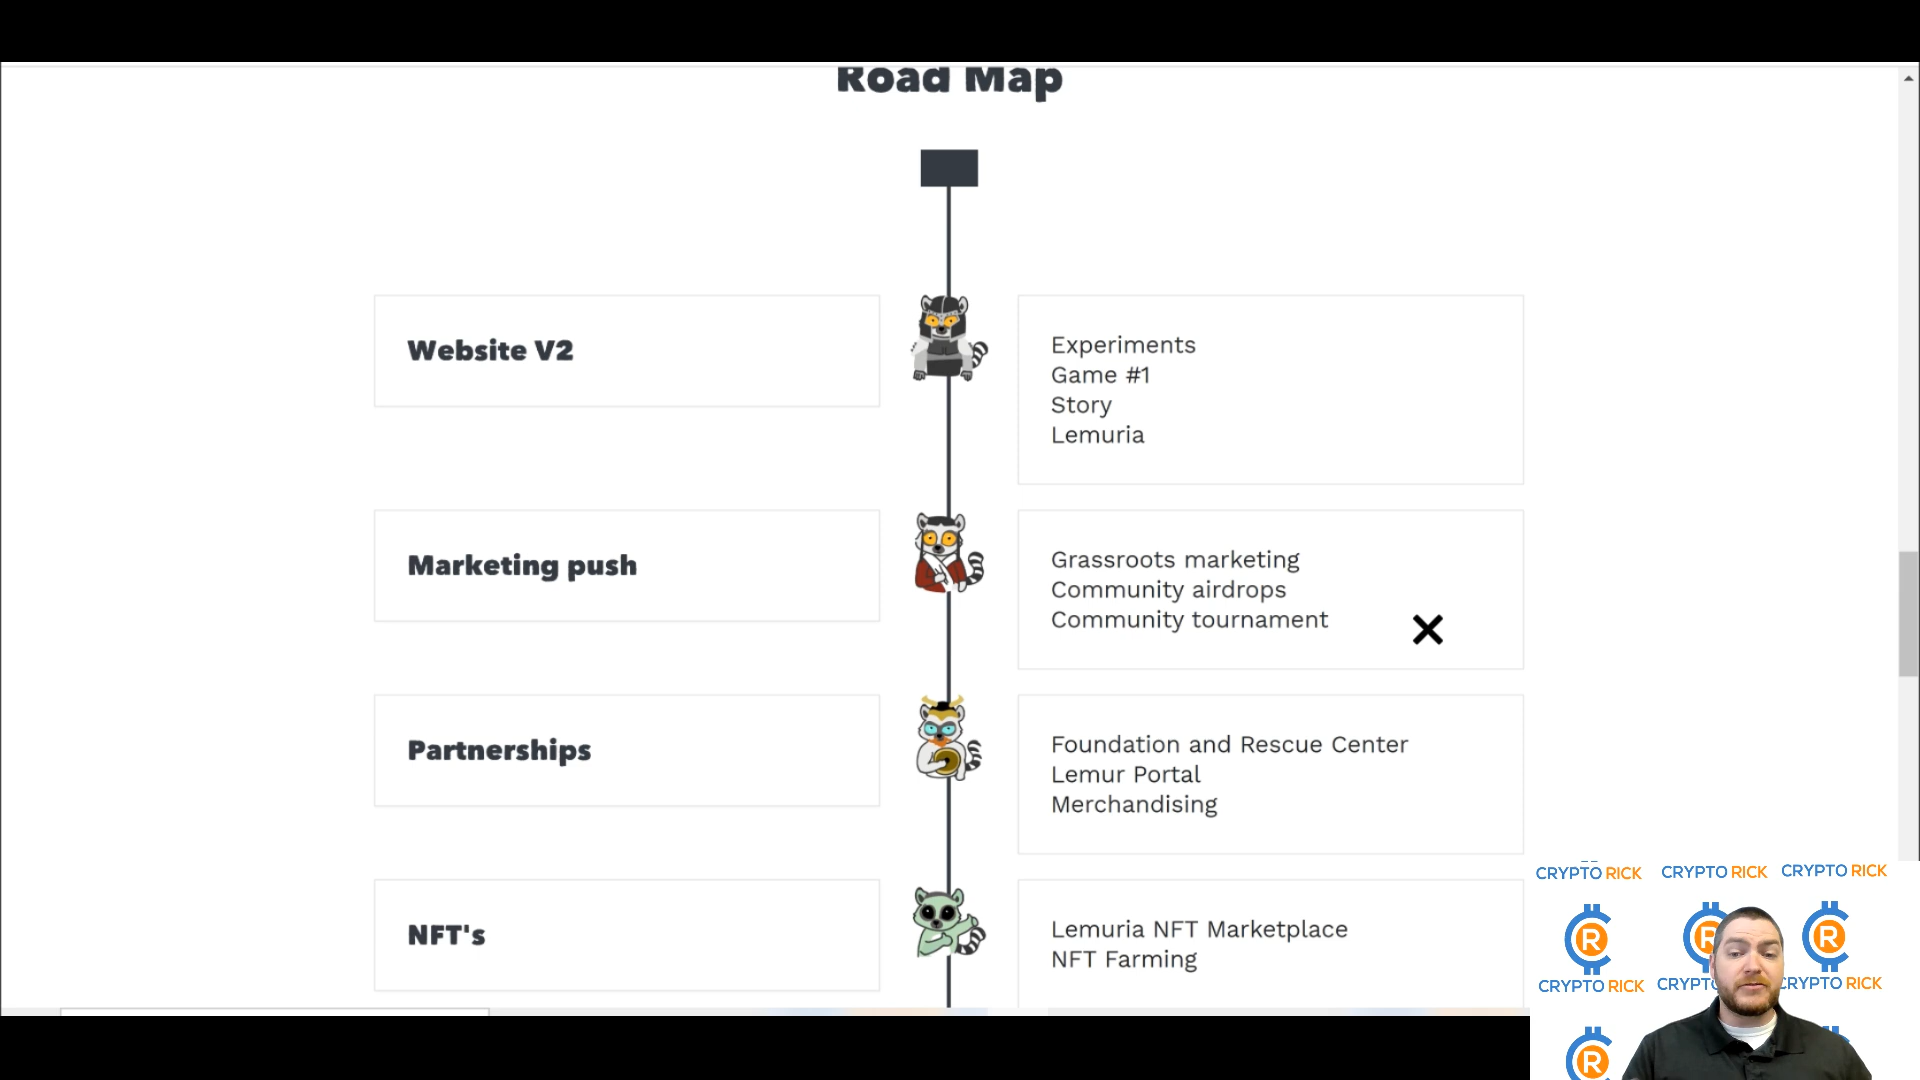 Road Map
Website V2
Experiments
Game #1
Story
Lemuria
Marketing push
Grassroots marketing
Community airdrops
Community tournament
Partnerships
Foundation and Rescue Center
Lemur Portal
Merchandising
NFT's
Lemuria NFT Marketplace
NFT Farming
CRYPTO RICK CRYPTO RICK CRYPTO RICK
R R R
CRYPTO RICK CRYPTO CRYPTO RICK
R